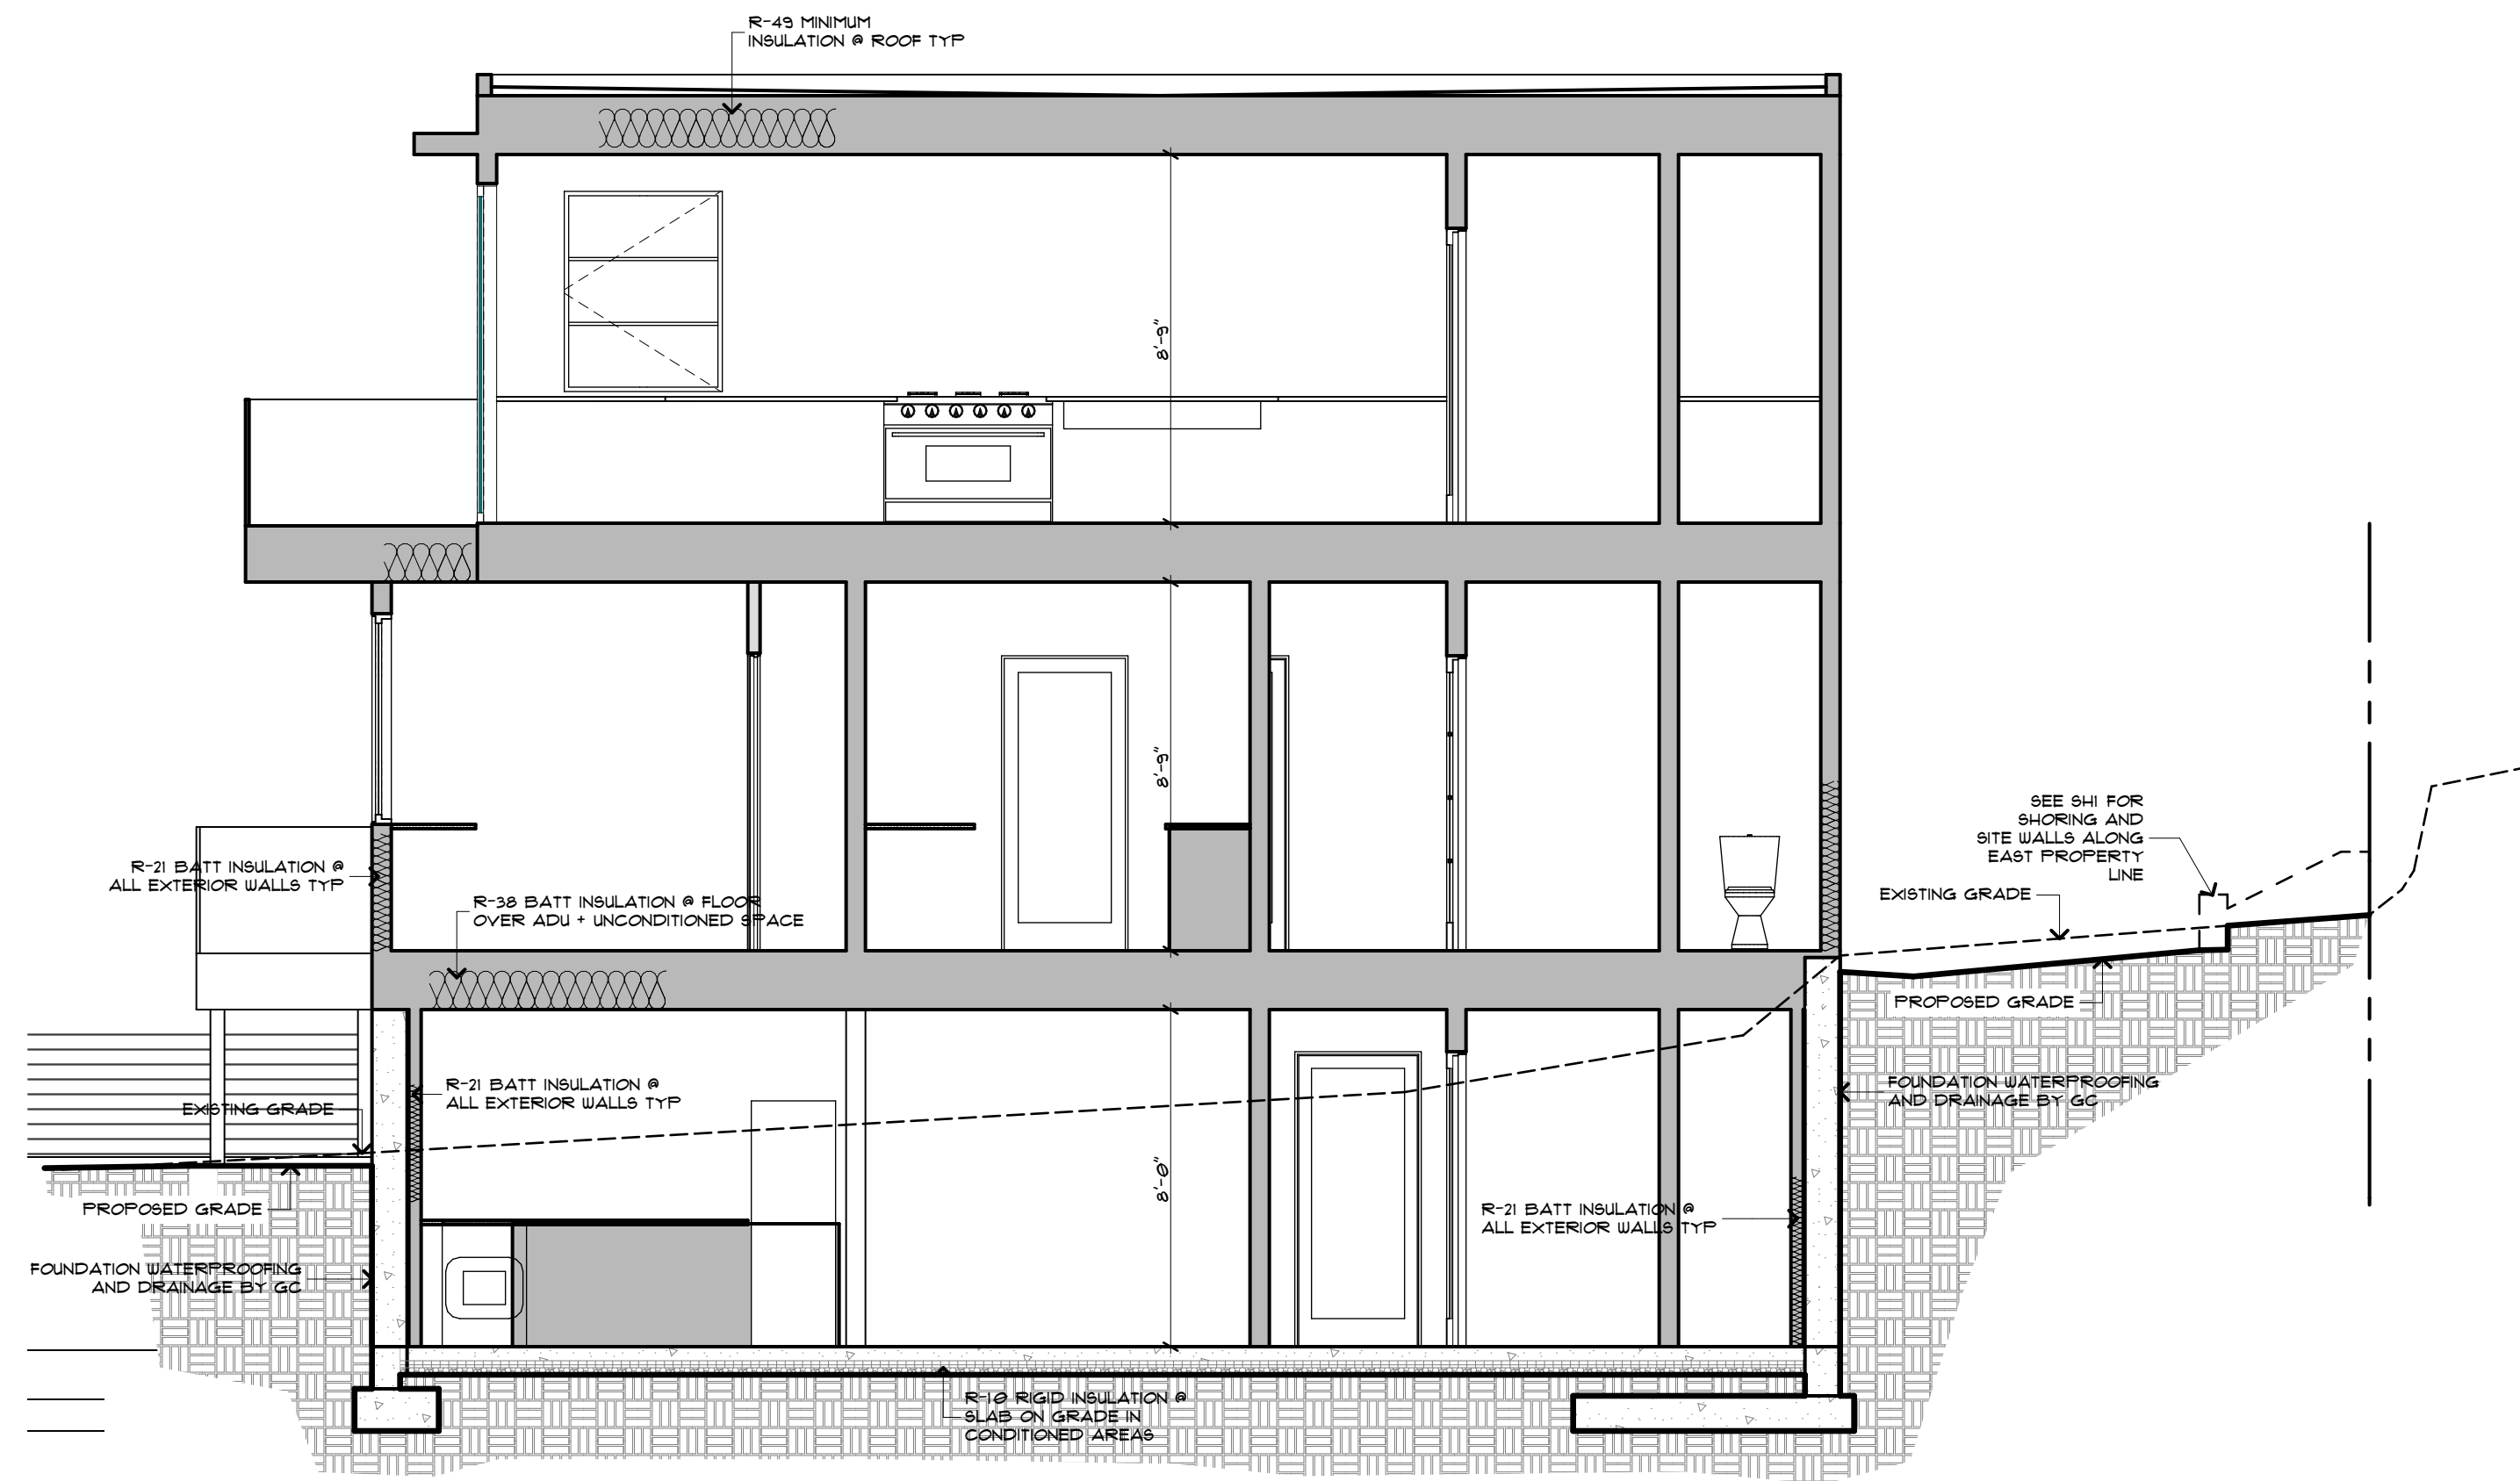 R-49 MINIMUM
INSULATION @ ROOF TYP
8'-9"
8'-9"
SEE SH1 FOR
SHORING AND
SITE WALLS ALONG
EAST PROPERTY
LINE
R-21 BATT INSULATION @
ALL EXTERIOR WALLS TYP
EXISTING GRADE
R-38 BATT INSULATION @ FLOOR
OVER ADU + UNCONDITIONED SPACE
PROPOSED GRADE
R-21 BATT INSULATION @
ALL EXTERIOR WALLS TYP
FOUNDATION WATERPROOFING
AND DRAINAGE BY GC
EXISTING GRADE
8'-0"
PROPOSED GRADE
R-21 BATT INSULATION @
ALL EXTERIOR WALLS TYP
FOUNDATION WATERPROOFING
AND DRAINAGE BY GC
R-10 RIGID INSULATION @
SLAB ON GRADE IN
CONDITIONED AREAS